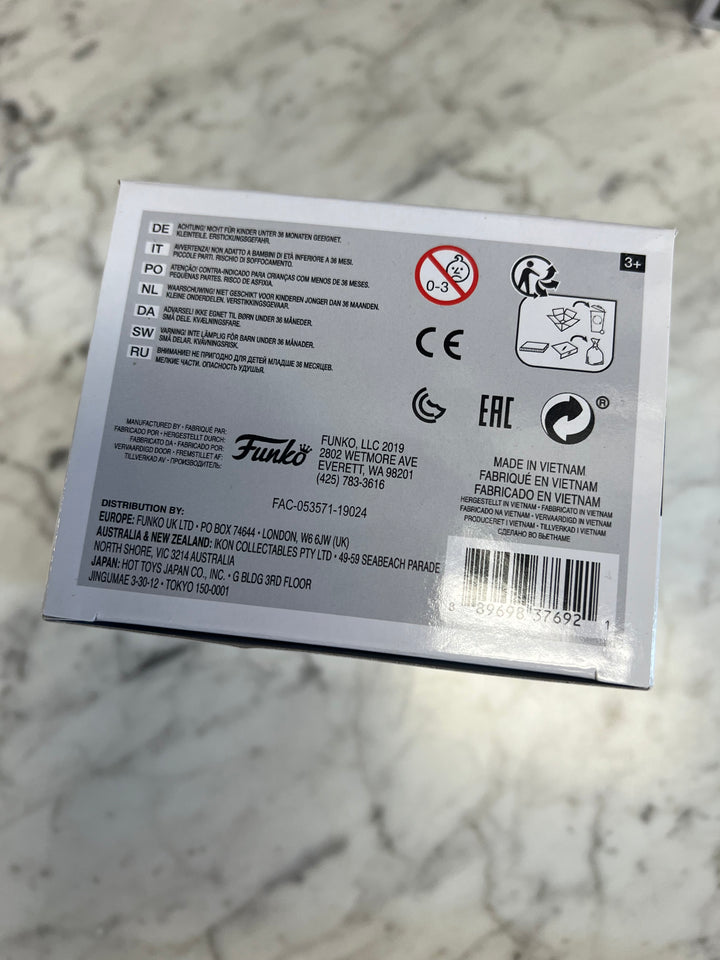 DE ACHTUNG! NICHT FÜR KINDER UNTER 36 MONATEN GEEIGNET.
KLEINTEILE. ERSTICKUNGSGEFAHR.
IT AVVERTENZA! NON ADATTO A BAMBINI DI ETÀ INFERIORE A 36 MESI.
PICCOLE PARTI. RISCHIO DI SOFFOCAMENTO.
PO ATENÇÃO! CONTRA-INDICADO PARA CRIANÇAS COM MENOS DE 36 MESES.
PEQUENAS PARTES. RISCO DE ASFIXIA.
NL WAARSCHUWING! NIET GESCHIKT VOOR KINDEREN JONGER DAN 36 MAANDEN.
KLEINE ONDERDELEN. VERSTIKKINGSGEVAAR.
DA ADVARSEL! IKKE EGNET TIL BØRN UNDER 36 MÅNEDER.
SMÅ DELE. KVÆLNINGSFARE.
SW VARNING! INTE LÄMPLIG FÖR BARN UNDER 36 MÅNADER.
SMÅ DELAR. KVÄVNINGSRISK.
RU ВНИМАНИЕ! НЕ ПРИГОДНО ДЛЯ ДЕТЕЙ МЛАДШЕ 36 МЕСЯЦЕВ.
МЕЛКИЕ ЧАСТИ. ОПАСНОСТЬ УДУШЬЯ.
0-3
3+
CE
EAC
®
MANUFACTURED BY • FABRIQUÉ PAR:
FABRICADO POR • HERGESTELLT DURCH:
FABBRICATO DA • FABRICADO POR:
VERVAARDIGD DOOR • FREMSTILLET AF:
TILLVERKAD AV • ПРОИЗВОДИТЕЛЬ:
Funko
FUNKO, LLC 2019
2802 WETMORE AVE
EVERETT, WA 98201
(425) 783-3616
FAC-053571-19024
MADE IN VIETNAM
FABRIQUÉ EN VIETNAM
FABRICADO EN VIETNAM
HERGESTELLT IN VIETNAM • FABBRICATO IN VIETNAM
FABRICADO NA VIETNAM • VERVAARDIGD IN VIETNAM
PRODUCERET I VIETNAM • TILLVERKAD I VIETNAM
СДЕЛАНО ВО ВЬЕТНАМЕ
DISTRIBUTION BY:
EUROPE: FUNKO UK LTD • PO BOX 74644 • LONDON, W6 6JW (UK)
AUSTRALIA & NEW ZEALAND: IKON COLLECTABLES PTY LTD • 49-59 SEABEACH PARADE
NORTH SHORE, VIC 3214 AUSTRALIA
JAPAN: HOT TOYS JAPAN CO., INC. • G BLDG 3RD FLOOR
JINGUMAE 3-30-12 • TOKYO 150-0001
8 89698 37692 1